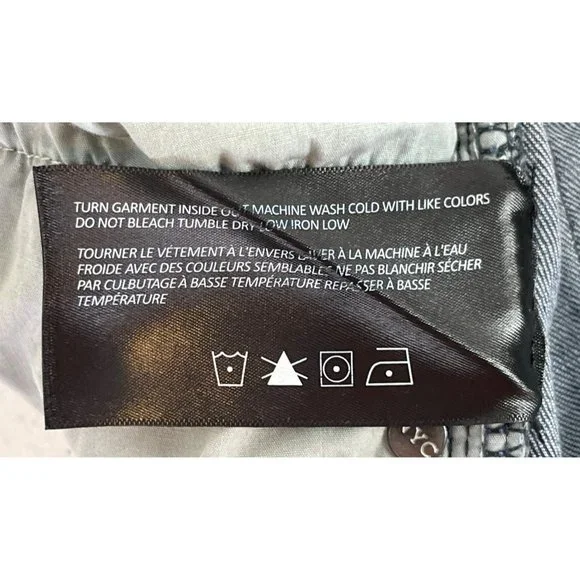 TURN GARMENT INSIDE OUT MACHINE WASH COLD WITH LIKE COLORS
DO NOT BLEACH TUMBLE DRY LOW IRON LOW
TOURNER LE VÊTEMENT À L'ENVERS LAVER À LA MACHINE À L'EAU
FROIDE AVEC DES COULEURS SEMBLABLES NE PAS BLANCHIR SÉCHER
PAR CULBUTAGE À BASSE TEMPÉRATURE REPASSER À BASSE
TEMPÉRATURE
YC